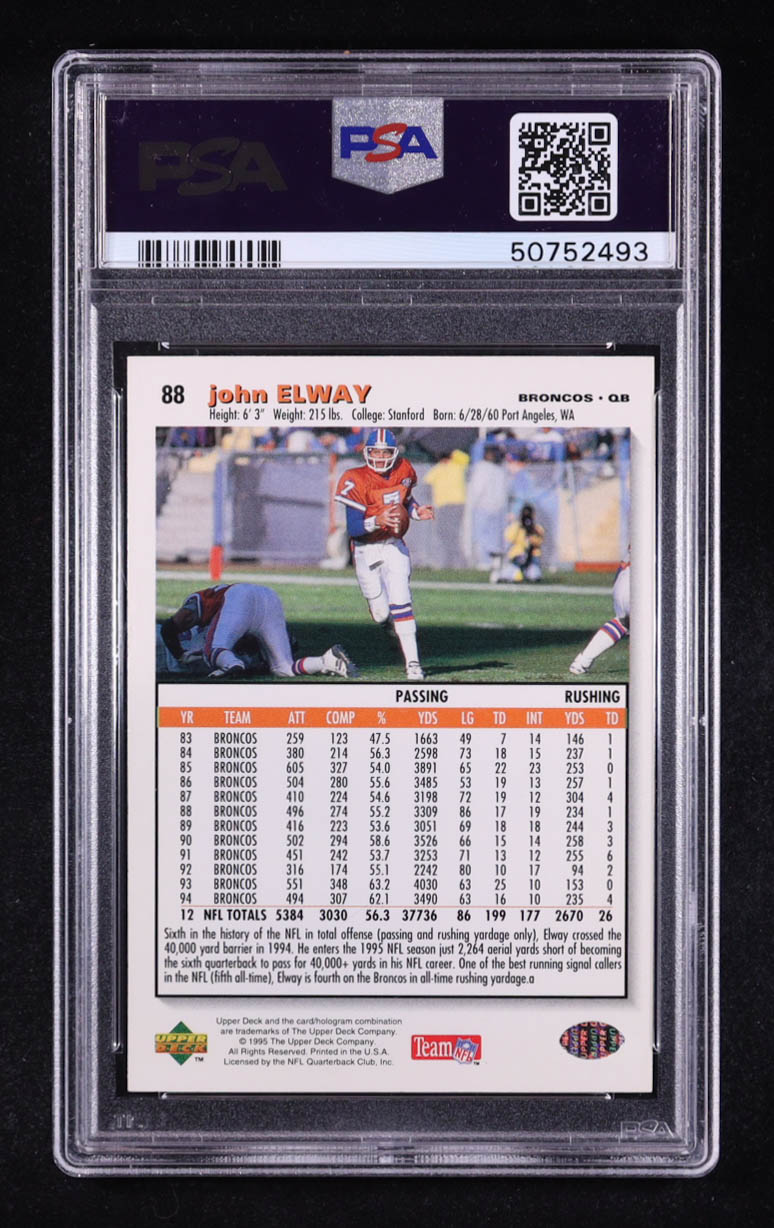 PSA
PSA
50752493
88 john ELWAY BRONCOS • QB
Height: 6' 3" Weight: 215 lbs. College: Stanford Born: 6/28/60 Port Angeles, WA
7
7
PASSING RUSHING
YR TEAM ATT COMP % YDS LG TD INT YDS TD
83 BRONCOS 259 123 47.5 1663 49 7 14 146 1
84 BRONCOS 380 214 56.3 2598 73 18 15 237 1
85 BRONCOS 605 327 54.0 3891 65 22 23 253 0
86 BRONCOS 504 280 55.6 3485 53 19 13 257 1
87 BRONCOS 410 224 54.6 3198 72 19 12 304 4
88 BRONCOS 496 274 55.2 3309 86 17 19 234 1
89 BRONCOS 416 223 53.6 3051 69 18 18 244 3
90 BRONCOS 502 294 58.6 3526 66 15 14 258 3
91 BRONCOS 451 242 53.7 3253 71 13 12 255 6
92 BRONCOS 316 174 55.1 2242 80 10 17 94 2
93 BRONCOS 551 348 63.2 4030 63 25 10 153 0
94 BRONCOS 494 307 62.1 3490 63 16 10 235 4
12 NFL TOTALS 5384 3030 56.3 37736 86 199 177 2670 26
Sixth in the history of the NFL in total offense (passing and rushing yardage only), Elway crossed the
40,000 yard barrier in 1994. He enters the 1995 NFL season just 2,264 aerial yards short of becoming
the sixth quarterback to pass for 40,000+ yards in his NFL career. One of the best running signal callers
in the NFL (fifth all-time), Elway is fourth on the Broncos in all-time rushing yardage.a
UPPER
DECK
TM
Upper Deck and the card/hologram combination
are trademarks of The Upper Deck Company.
© 1995 The Upper Deck Company.
All Rights Reserved. Printed in the U.S.A.
Licensed by the NFL Quarterback Club, Inc.
Team NFL
TM
PSA